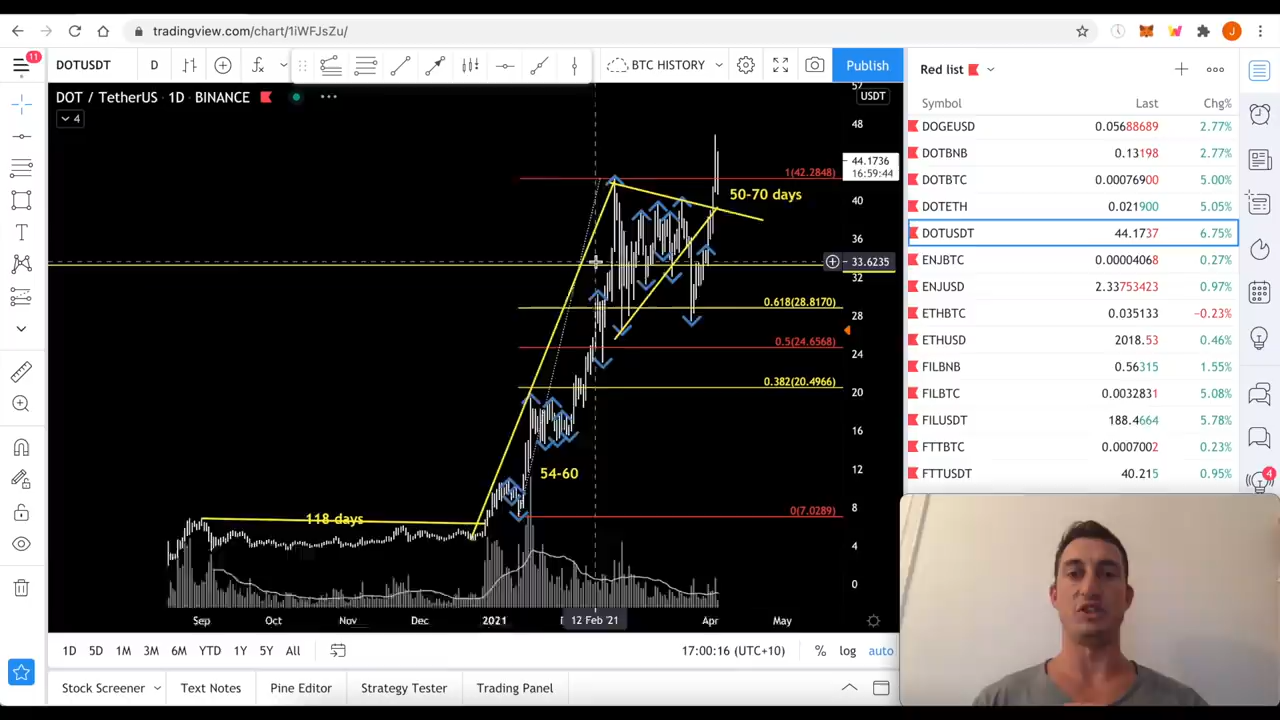 tradingview.com/chart/1iWFJsZu/
J
11
DOTUSDT
D
BTC HISTORY
Publish
Red list
DOT / TetherUS · 1D · BINANCE
USDT
4
Symbol Last Chg%
DOGEUSD 0.05688689 2.77%
DOTBNB 0.13198 2.77%
DOTBTC 0.00076900 5.00%
DOTETH 0.021900 5.05%
DOTUSDT 44.1737 6.75%
ENJBTC 0.00004068 0.27%
ENJUSD 2.33753423 0.97%
ETHBTC 0.035133 −0.23%
ETHUSD 2018.53 0.46%
FILBNB 0.56315 1.55%
FILBTC 0.0032831 5.08%
FILUSDT 188.4664 5.78%
FTTBTC 0.0007002 0.23%
FTTUSDT 40.215 0.95%
4
48
44.1736
16:59:44
40
36
33.6235
32
28
24
20
16
12
8
4
0
1(42.2848)
50-70 days
0.618(28.8170)
0.5(24.6568)
0.382(20.4966)
54-60
0(7.0289)
118 days
Sep Oct Nov Dec 2021 12 Feb '21 Apr May
1D 5D 1M 3M 6M YTD 1Y 5Y All
17:00:16 (UTC+10) % log auto
Stock Screener Text Notes Pine Editor Strategy Tester Trading Panel